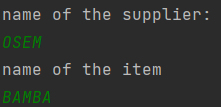 name of the supplier:
OSEM
name of the item
BAMBA